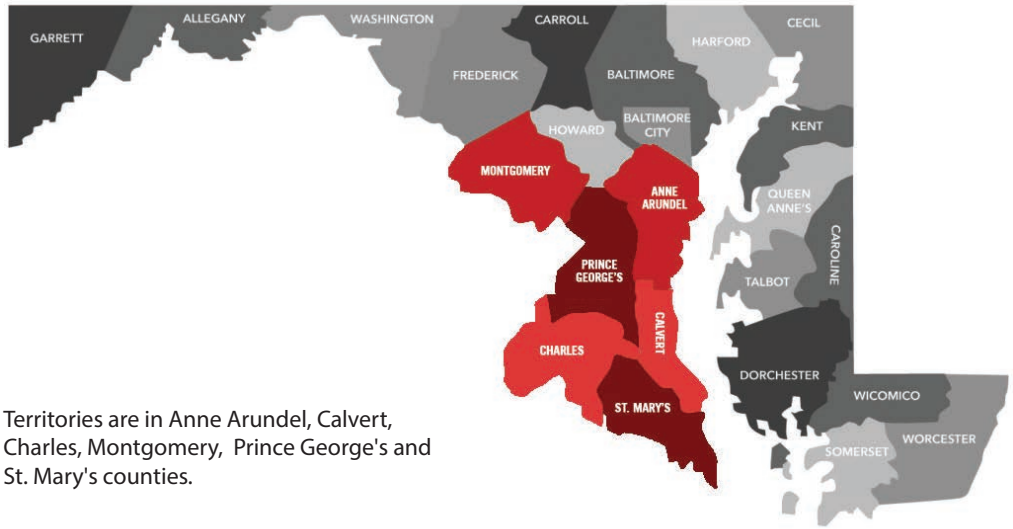 GARRETT
ALLEGANY
WASHINGTON
FREDERICK
CARROLL
BALTIMORE
HARFORD
CECIL
HOWARD
BALTIMORE
CITY
KENT
MONTGOMERY
ANNE
ARUNDEL
QUEEN
ANNE'S
CAROLINE
PRINCE
GEORGE'S
TALBOT
CALVERT
CHARLES
DORCHESTER
ST. MARY'S
WICOMICO
SOMERSET
WORCESTER
Territories are in Anne Arundel, Calvert,
Charles, Montgomery,  Prince George's and
St. Mary's counties.